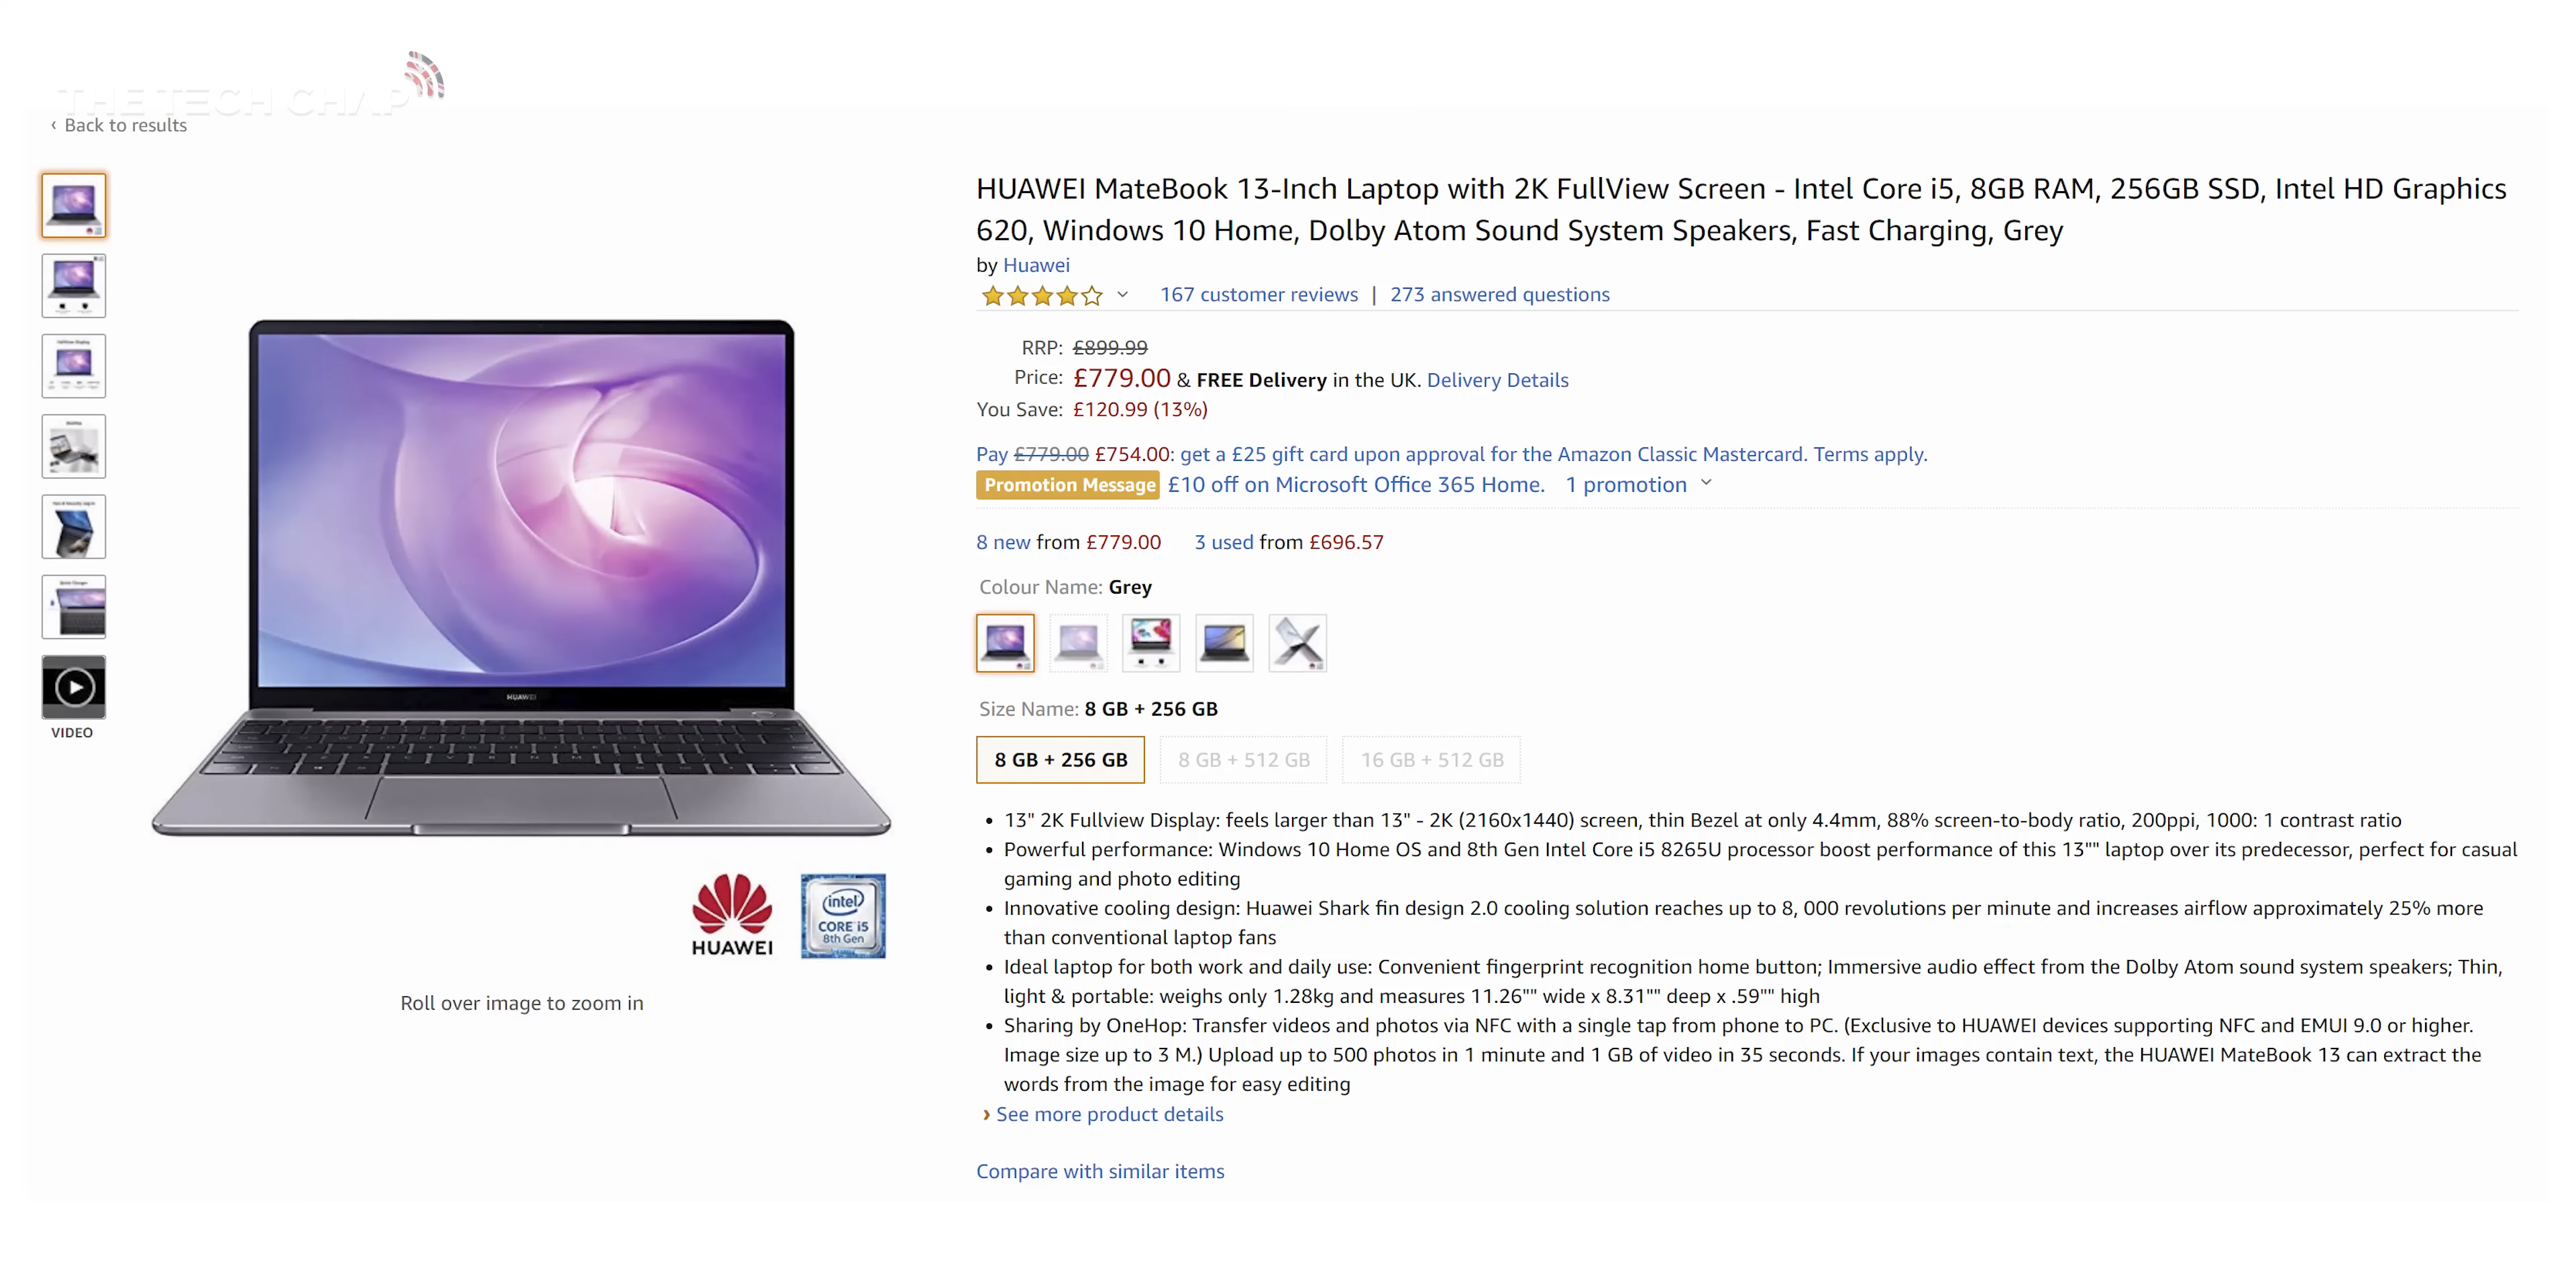 THE TECH CHAP
‹ Back to results
HUAWEI MateBook 13-Inch Laptop with 2K FullView Screen - Intel Core i5, 8GB RAM, 256GB SSD, Intel HD Graphics
620, Windows 10 Home, Dolby Atom Sound System Speakers, Fast Charging, Grey
by Huawei
167 customer reviews | 273 answered questions
RRP: £899.99
Price: £779.00 & FREE Delivery in the UK. Delivery Details
You Save: £120.99 (13%)
Pay £779.00 £754.00: get a £25 gift card upon approval for the Amazon Classic Mastercard. Terms apply.
Promotion Message £10 off on Microsoft Office 365 Home. 1 promotion
8 new from £779.00 3 used from £696.57
Colour Name: Grey
Size Name: 8 GB + 256 GB
8 GB + 256 GB 8 GB + 512 GB 16 GB + 512 GB
• 13" 2K Fullview Display: feels larger than 13" - 2K (2160x1440) screen, thin Bezel at only 4.4mm, 88% screen-to-body ratio, 200ppi, 1000: 1 contrast ratio
• Powerful performance: Windows 10 Home OS and 8th Gen Intel Core i5 8265U processor boost performance of this 13"" laptop over its predecessor, perfect for casual
gaming and photo editing
• Innovative cooling design: Huawei Shark fin design 2.0 cooling solution reaches up to 8, 000 revolutions per minute and increases airflow approximately 25% more
than conventional laptop fans
• Ideal laptop for both work and daily use: Convenient fingerprint recognition home button; Immersive audio effect from the Dolby Atom sound system speakers; Thin,
light & portable: weighs only 1.28kg and measures 11.26"" wide x 8.31"" deep x .59"" high
• Sharing by OneHop: Transfer videos and photos via NFC with a single tap from phone to PC. (Exclusive to HUAWEI devices supporting NFC and EMUI 9.0 or higher.
Image size up to 3 M.) Upload up to 500 photos in 1 minute and 1 GB of video in 35 seconds. If your images contain text, the HUAWEI MateBook 13 can extract the
words from the image for easy editing
› See more product details
Compare with similar items
VIDEO
HUAWEI
HUAWEI
intel
CORE i5
8th Gen
Roll over image to zoom in